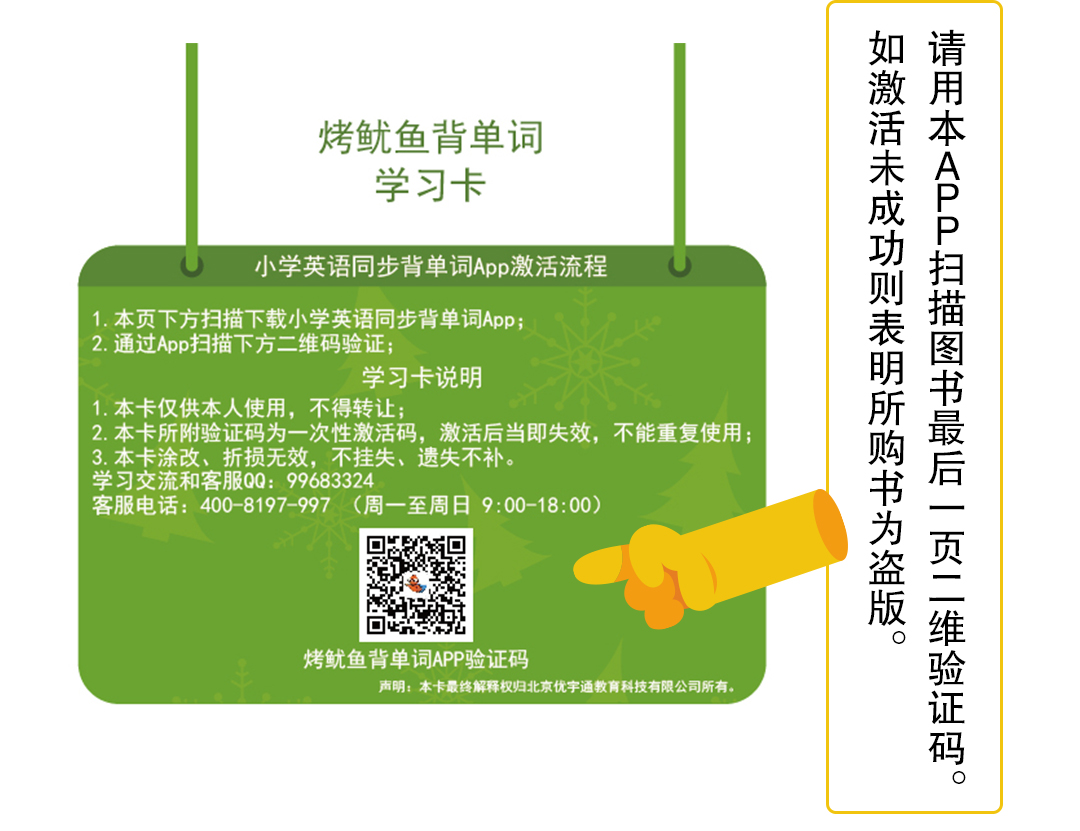 烤鱿鱼背单词
学习卡
小学英语同步背单词App激活流程
1.本页下方扫描下载小学英语同步背单词App；
2.通过App扫描下方二维码验证；
学习卡说明
1.本卡仅供本人使用，不得转让；
2.本卡所附验证码为一次性激活码，激活后当即失效，不能重复使用；
3.本卡涂改、折损无效，不挂失、遗失不补。
学习交流和客服QQ：99683324
客服电话：400-8197-997 （周一至周日 9:00-18:00）
烤鱿鱼背单词APP验证码
声明：本卡最终解释权归北京优宇通教育科技有限公司所有。
请用本APP扫描图书最后一页二维验证码。
如激活未成功则表明所购书为盗版。